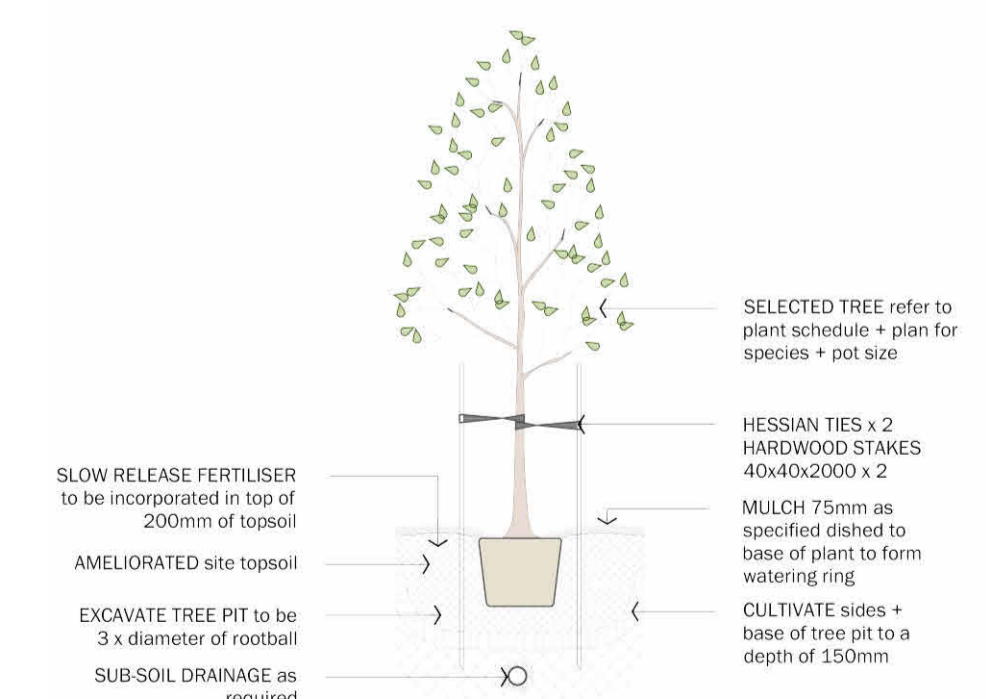 SELECTED TREE refer to
plant schedule + plan for
species + pot size
HESSIAN TIES x 2
HARDWOOD STAKES
40x40x2000 x 2
SLOW RELEASE FERTILISER
to be incorporated in top of
200mm of topsoil
MULCH 75mm as
specified dished to
base of plant to form
watering ring
AMELIORATED site topsoil
EXCAVATE TREE PIT to be
3 x diameter of rootball
CULTIVATE sides +
base of tree pit to a
depth of 150mm
SUB-SOIL DRAINAGE as
required